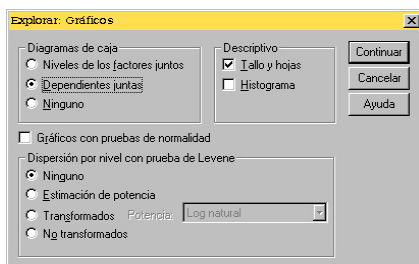 Explorar: Gráficos
Diagramas de caja
Niveles de los factores juntos
Dependientes juntas
Ninguno
Descriptivo
Tallo y hojas
Histograma
Continuar
Cancelar
Ayuda
Gráficos con pruebas de normalidad
Dispersión por nivel con prueba de Levene
Ninguno
Estimación de potencia
Transformados Potencia: Log natural
No transformados